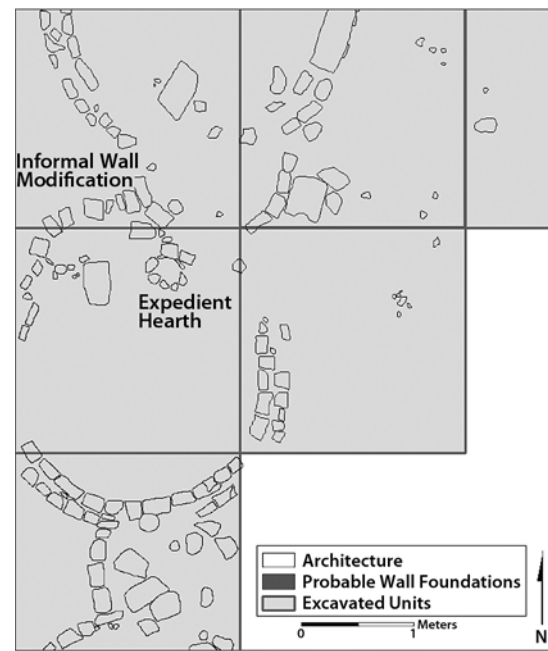 Informal Wall
Modification
Expedient
Hearth
Architecture
Probable Wall Foundations
Excavated Units
Meters
0 1
N